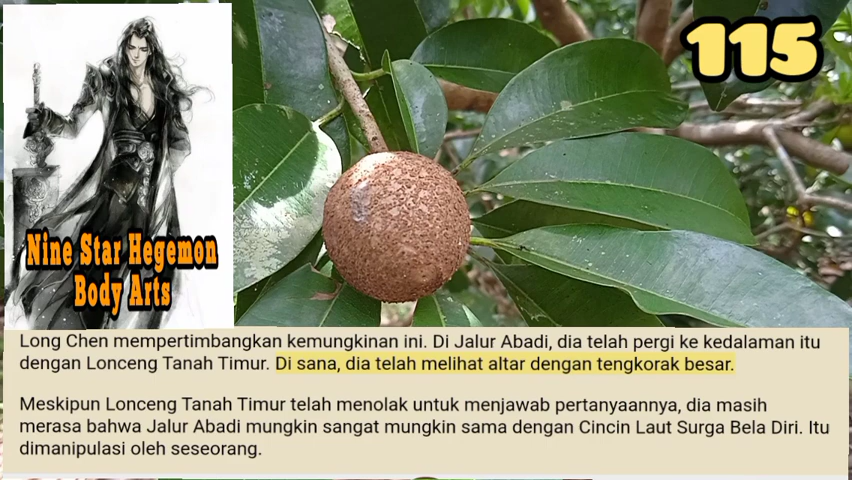 115
Nine Star Hegemon
Body Arts
Long Chen mempertimbangkan kemungkinan ini. Di Jalur Abadi, dia telah pergi ke kedalaman itu
dengan Lonceng Tanah Timur. Di sana, dia telah melihat altar dengan tengkorak besar.
Meskipun Lonceng Tanah Timur telah menolak untuk menjawab pertanyaannya, dia masih
merasa bahwa Jalur Abadi mungkin sangat mungkin sama dengan Cincin Laut Surga Bela Diri. Itu
dimanipulasi oleh seseorang.